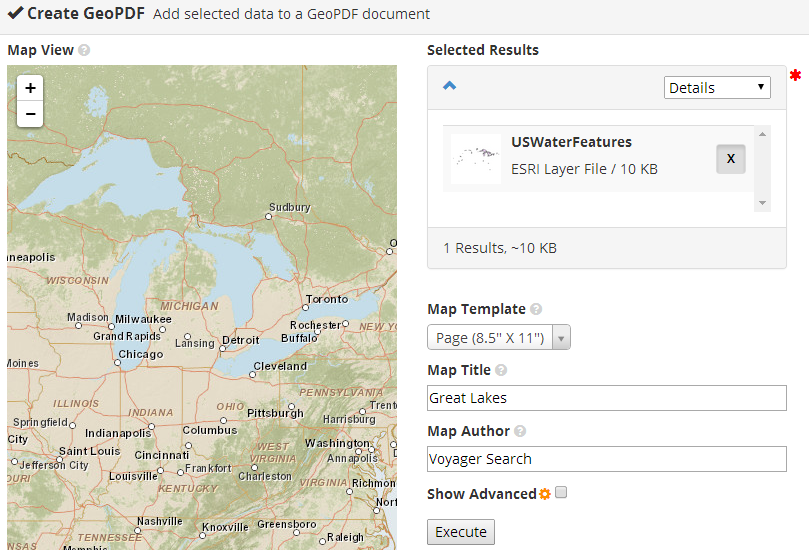 Create GeoPDF Add selected data to a GeoPDF document
Map View
+
−
Sudbury
neapolis
O
WISCONSIN
MICHIGAN
Toronto
Madison
Milwaukee
Rochester
NEW YO
Grand Rapids
Lansing
Detroit
Buffalo
Moines
Chicago
Cleveland
PENNSYLVANIA
ILLINOIS
INDIANA
OHIO
Pittsburgh
Trent
Harrisburg
Springfield
Indianapolis
Columbus
City
Saint Louis
Cincinnati
WEST
VIRGINIA
Washington
Annapolis
Jefferson City
Frankfort
Charleston
OURI
Louisville
KENTUCKY
VIRGINIA
Richmon
Norf
Nashville
Knoxville
Greensboro
TENNESSEE
Raleigh
NSAS
Memphis
Selected Results
Details
USWaterFeatures
ESRI Layer File / 10 KB
X
1 Results, ~10 KB
Map Template
Page (8.5" X 11")
Map Title
Great Lakes
Map Author
Voyager Search
Show Advanced
Execute